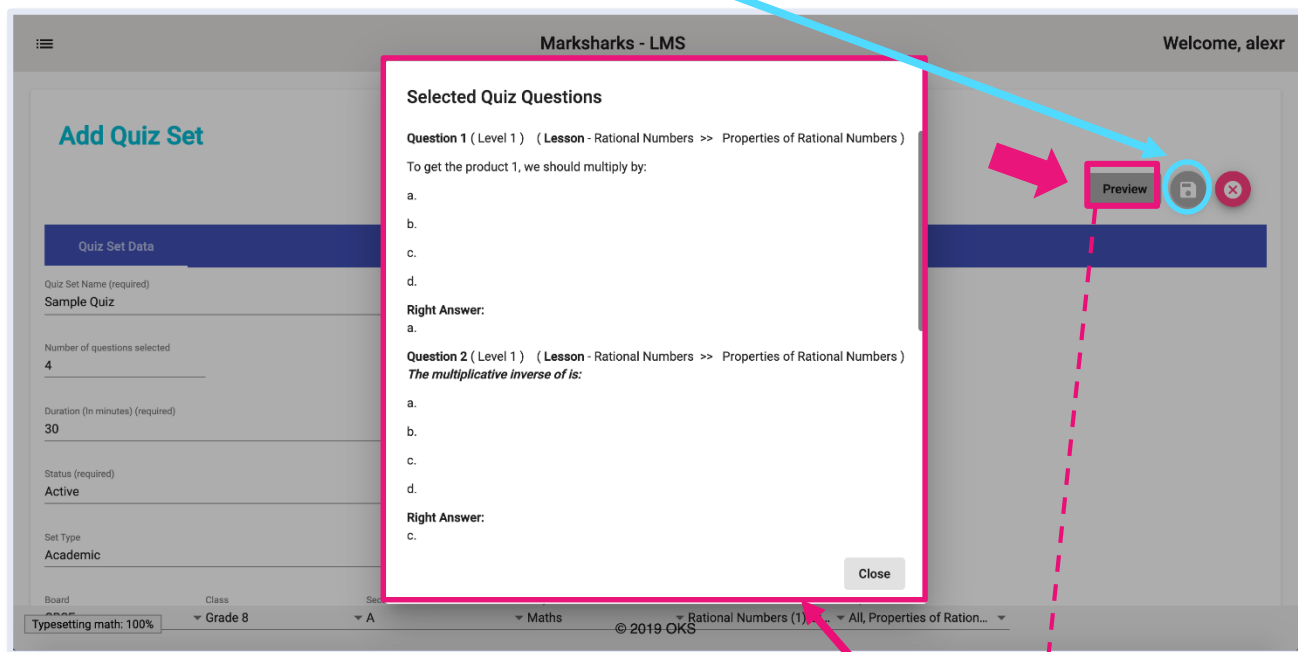 Marksharks - LMS
Welcome, alexr
Add Quiz Set
Preview
Quiz Set Data
Quiz Set Name (required)
Sample Quiz
Number of questions selected
4
Duration (In minutes) (required)
30
Status (required)
Active
Set Type
Academic
Board Class
Grade 8 A Maths Rational Numbers (1) All, Properties of Ration...
Typesetting math: 100%
© 2019 OKS
Selected Quiz Questions
Question 1 ( Level 1 ) ( Lesson - Rational Numbers >> Properties of Rational Numbers )
To get the product 1, we should multiply by:
a.
b.
c.
d.
Right Answer:
a.
Question 2 ( Level 1 ) ( Lesson - Rational Numbers >> Properties of Rational Numbers )
The multiplicative inverse of is:
a.
b.
c.
d.
Right Answer:
c.
Close